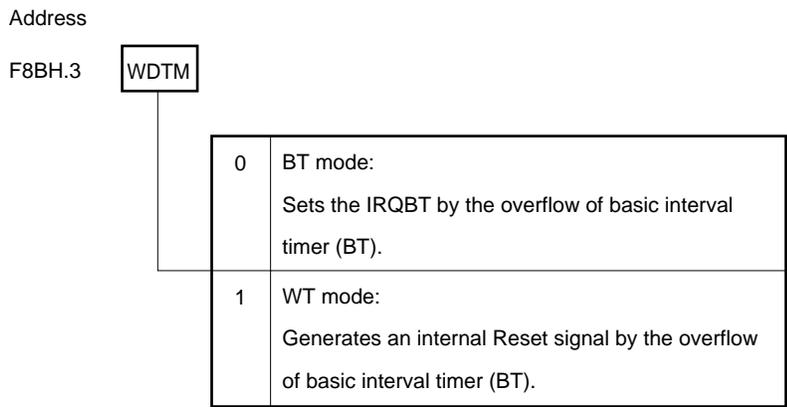 Address
F8BH.3 WDTM
0 BT mode:
Sets the IRQBT by the overflow of basic interval
timer (BT).
1 WT mode:
Generates an internal Reset signal by the overflow
of basic interval timer (BT).